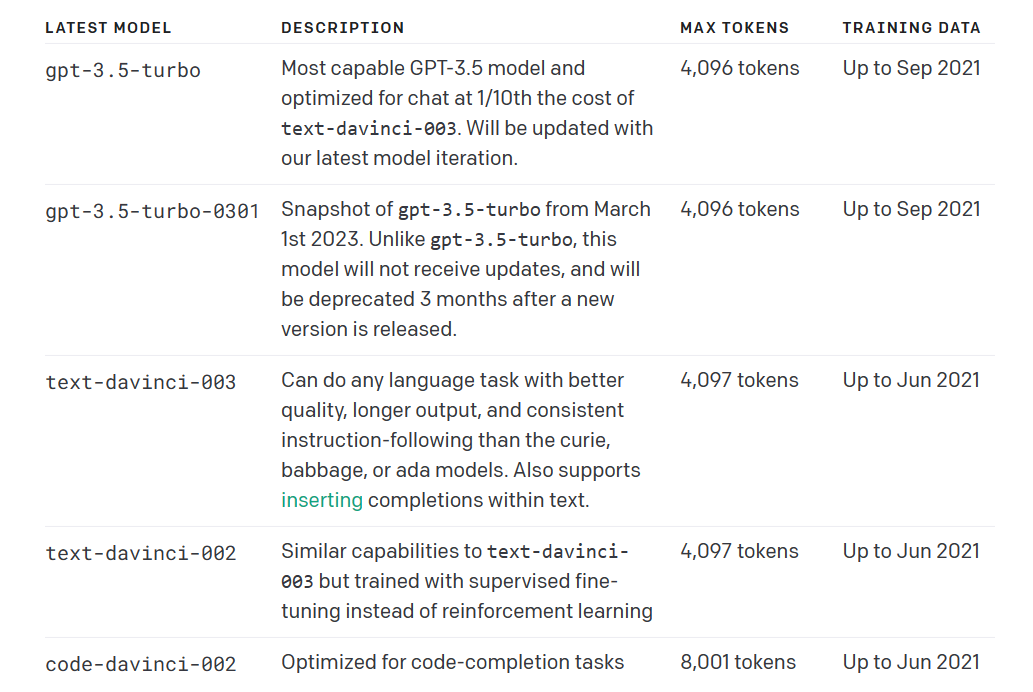 LATEST MODEL DESCRIPTION MAX TOKENS TRAINING DATA
gpt-3.5-turbo Most capable GPT-3.5 model and 4,096 tokens Up to Sep 2021
optimized for chat at 1/10th the cost of
text-davinci-003. Will be updated with
our latest model iteration.
gpt-3.5-turbo-0301 Snapshot of gpt-3.5-turbo from March 4,096 tokens Up to Sep 2021
1st 2023. Unlike gpt-3.5-turbo, this
model will not receive updates, and will
be deprecated 3 months after a new
version is released.
text-davinci-003 Can do any language task with better 4,097 tokens Up to Jun 2021
quality, longer output, and consistent
instruction-following than the curie,
babbage, or ada models. Also supports
inserting completions within text.
text-davinci-002 Similar capabilities to text-davinci- 4,097 tokens Up to Jun 2021
003 but trained with supervised fine-
tuning instead of reinforcement learning
code-davinci-002 Optimized for code-completion tasks 8,001 tokens Up to Jun 2021